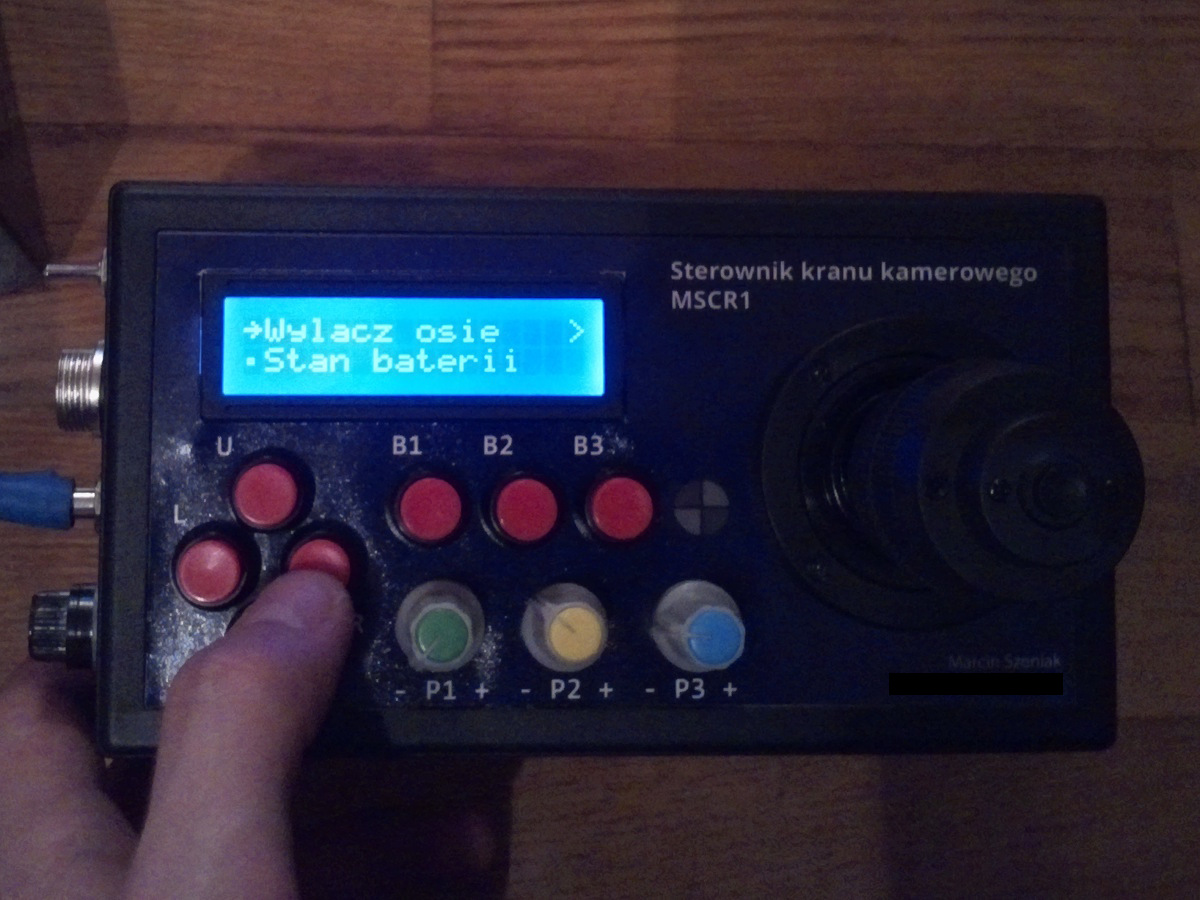 Sterownik kranu kamerowego
MSCR1
→Wylacz osie >
·Stan baterii
U
B1 B2 B3
L
R
- P1 + - P2 + - P3 +
Marcin Szeniak